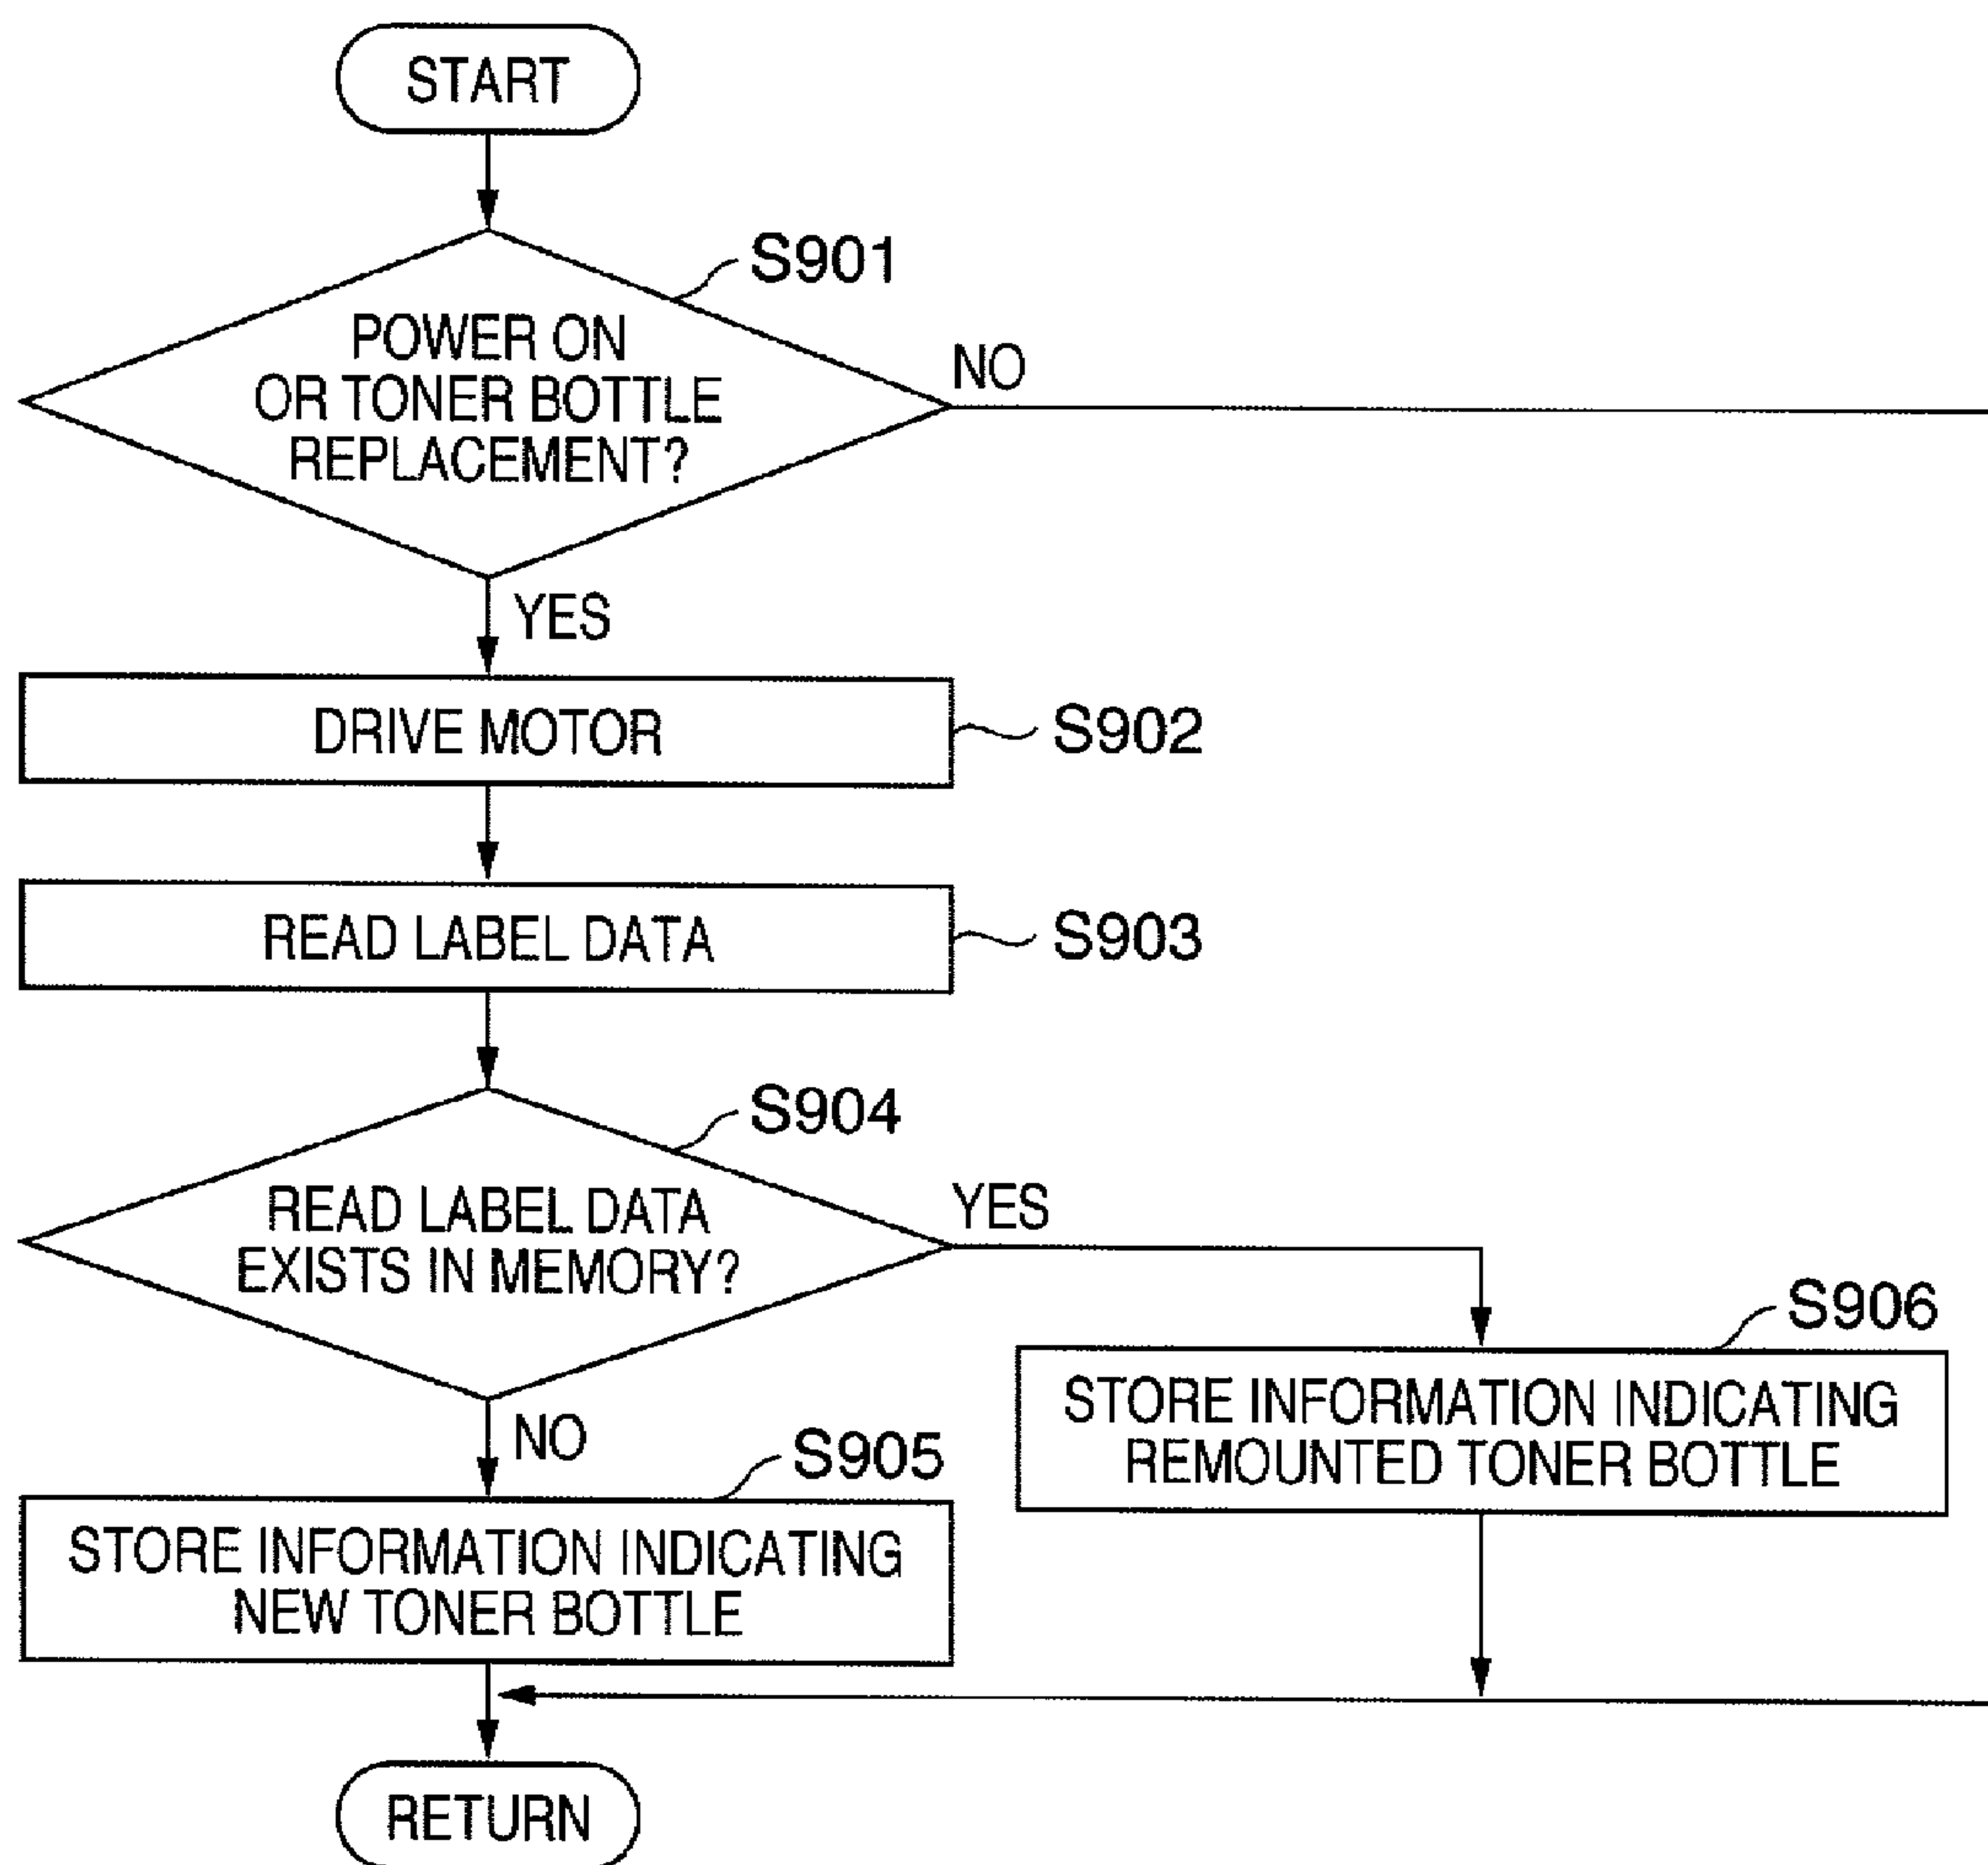 START
S901
POWER ON
OR TONER BOTTLE
REPLACEMENT?
NO
YES
DRIVE MOTOR
S902
READ LABEL DATA
S903
S904
READ LABEL DATA
EXISTS IN MEMORY?
YES
NO
S906
STORE INFORMATION INDICATING
REMOUNTED TONER BOTTLE
S905
STORE INFORMATION INDICATING
NEW TONER BOTTLE
RETURN